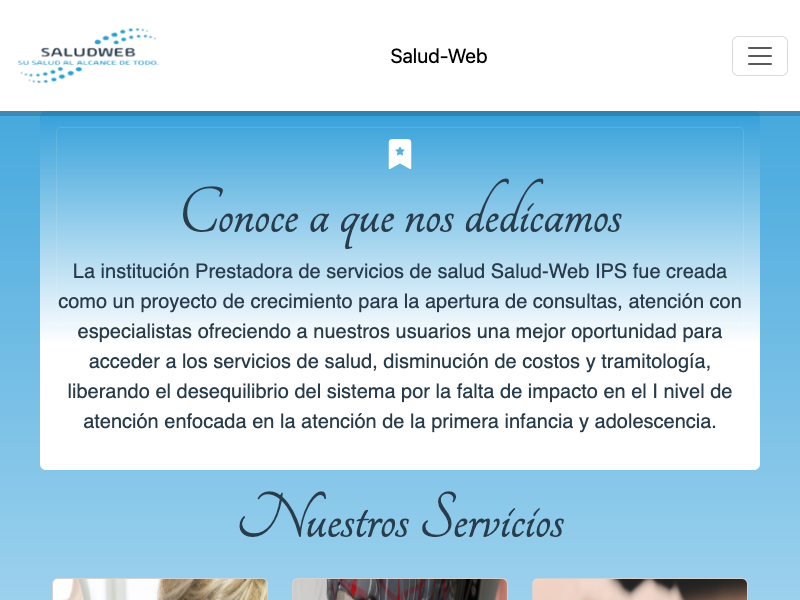 SALUDWEB
SU SALUD AL ALCANCE DE TODO.
Salud-Web
Conoce a que nos dedicamos
La institución Prestadora de servicios de salud Salud-Web IPS fue creada
como un proyecto de crecimiento para la apertura de consultas, atención con
especialistas ofreciendo a nuestros usuarios una mejor oportunidad para
acceder a los servicios de salud, disminución de costos y tramitología,
liberando el desequilibrio del sistema por la falta de impacto en el I nivel de
atención enfocada en la atención de la primera infancia y adolescencia.
Nuestros Servicios